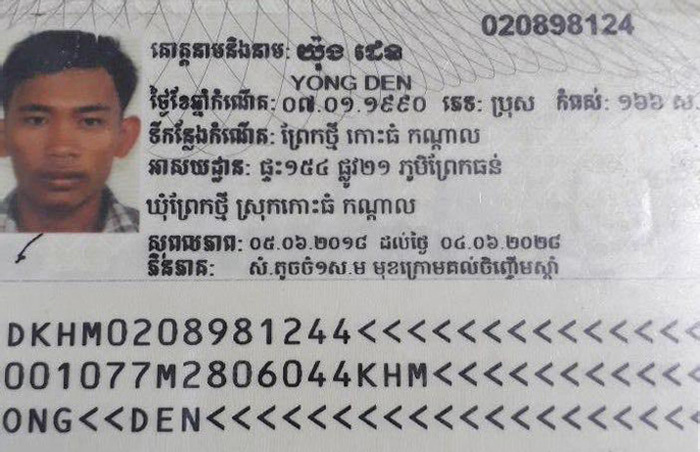 020898124
គោត្តនាមនិងនាម: យ៉ុង ដេន
YONG DEN
ថ្ងៃខែឆ្នាំកំណើត: ០៧.០១.១៩៩០ ភេទ: ប្រុស កំពស់: ១៦៦ ស
ទីកន្លែងកំណើត: ព្រែកថ្មី កោះធំ កណ្ដាល
អាសយដ្ឋាន: ផ្ទះ១៥៤ ផ្លូវ២១ ភូមិព្រែកធន់
ឃុំព្រែកថ្មី ស្រុកកោះធំ កណ្ដាល
សុពលភាព: ០៥.០៦.២០១៨ ដល់ថ្ងៃ ០៤.០៦.២០២៨
ភិនភាគ: សំ.តូចចំ១ស.ម មុខក្រោមគល់ចិញ្ចើមស្ដាំ
DKHM0208981244<<<<<<<<<<<<<
001077M2806044KHM<<<<<<<<<<
ONG<<DEN<<<<<<<<<<<<<<<<<<<